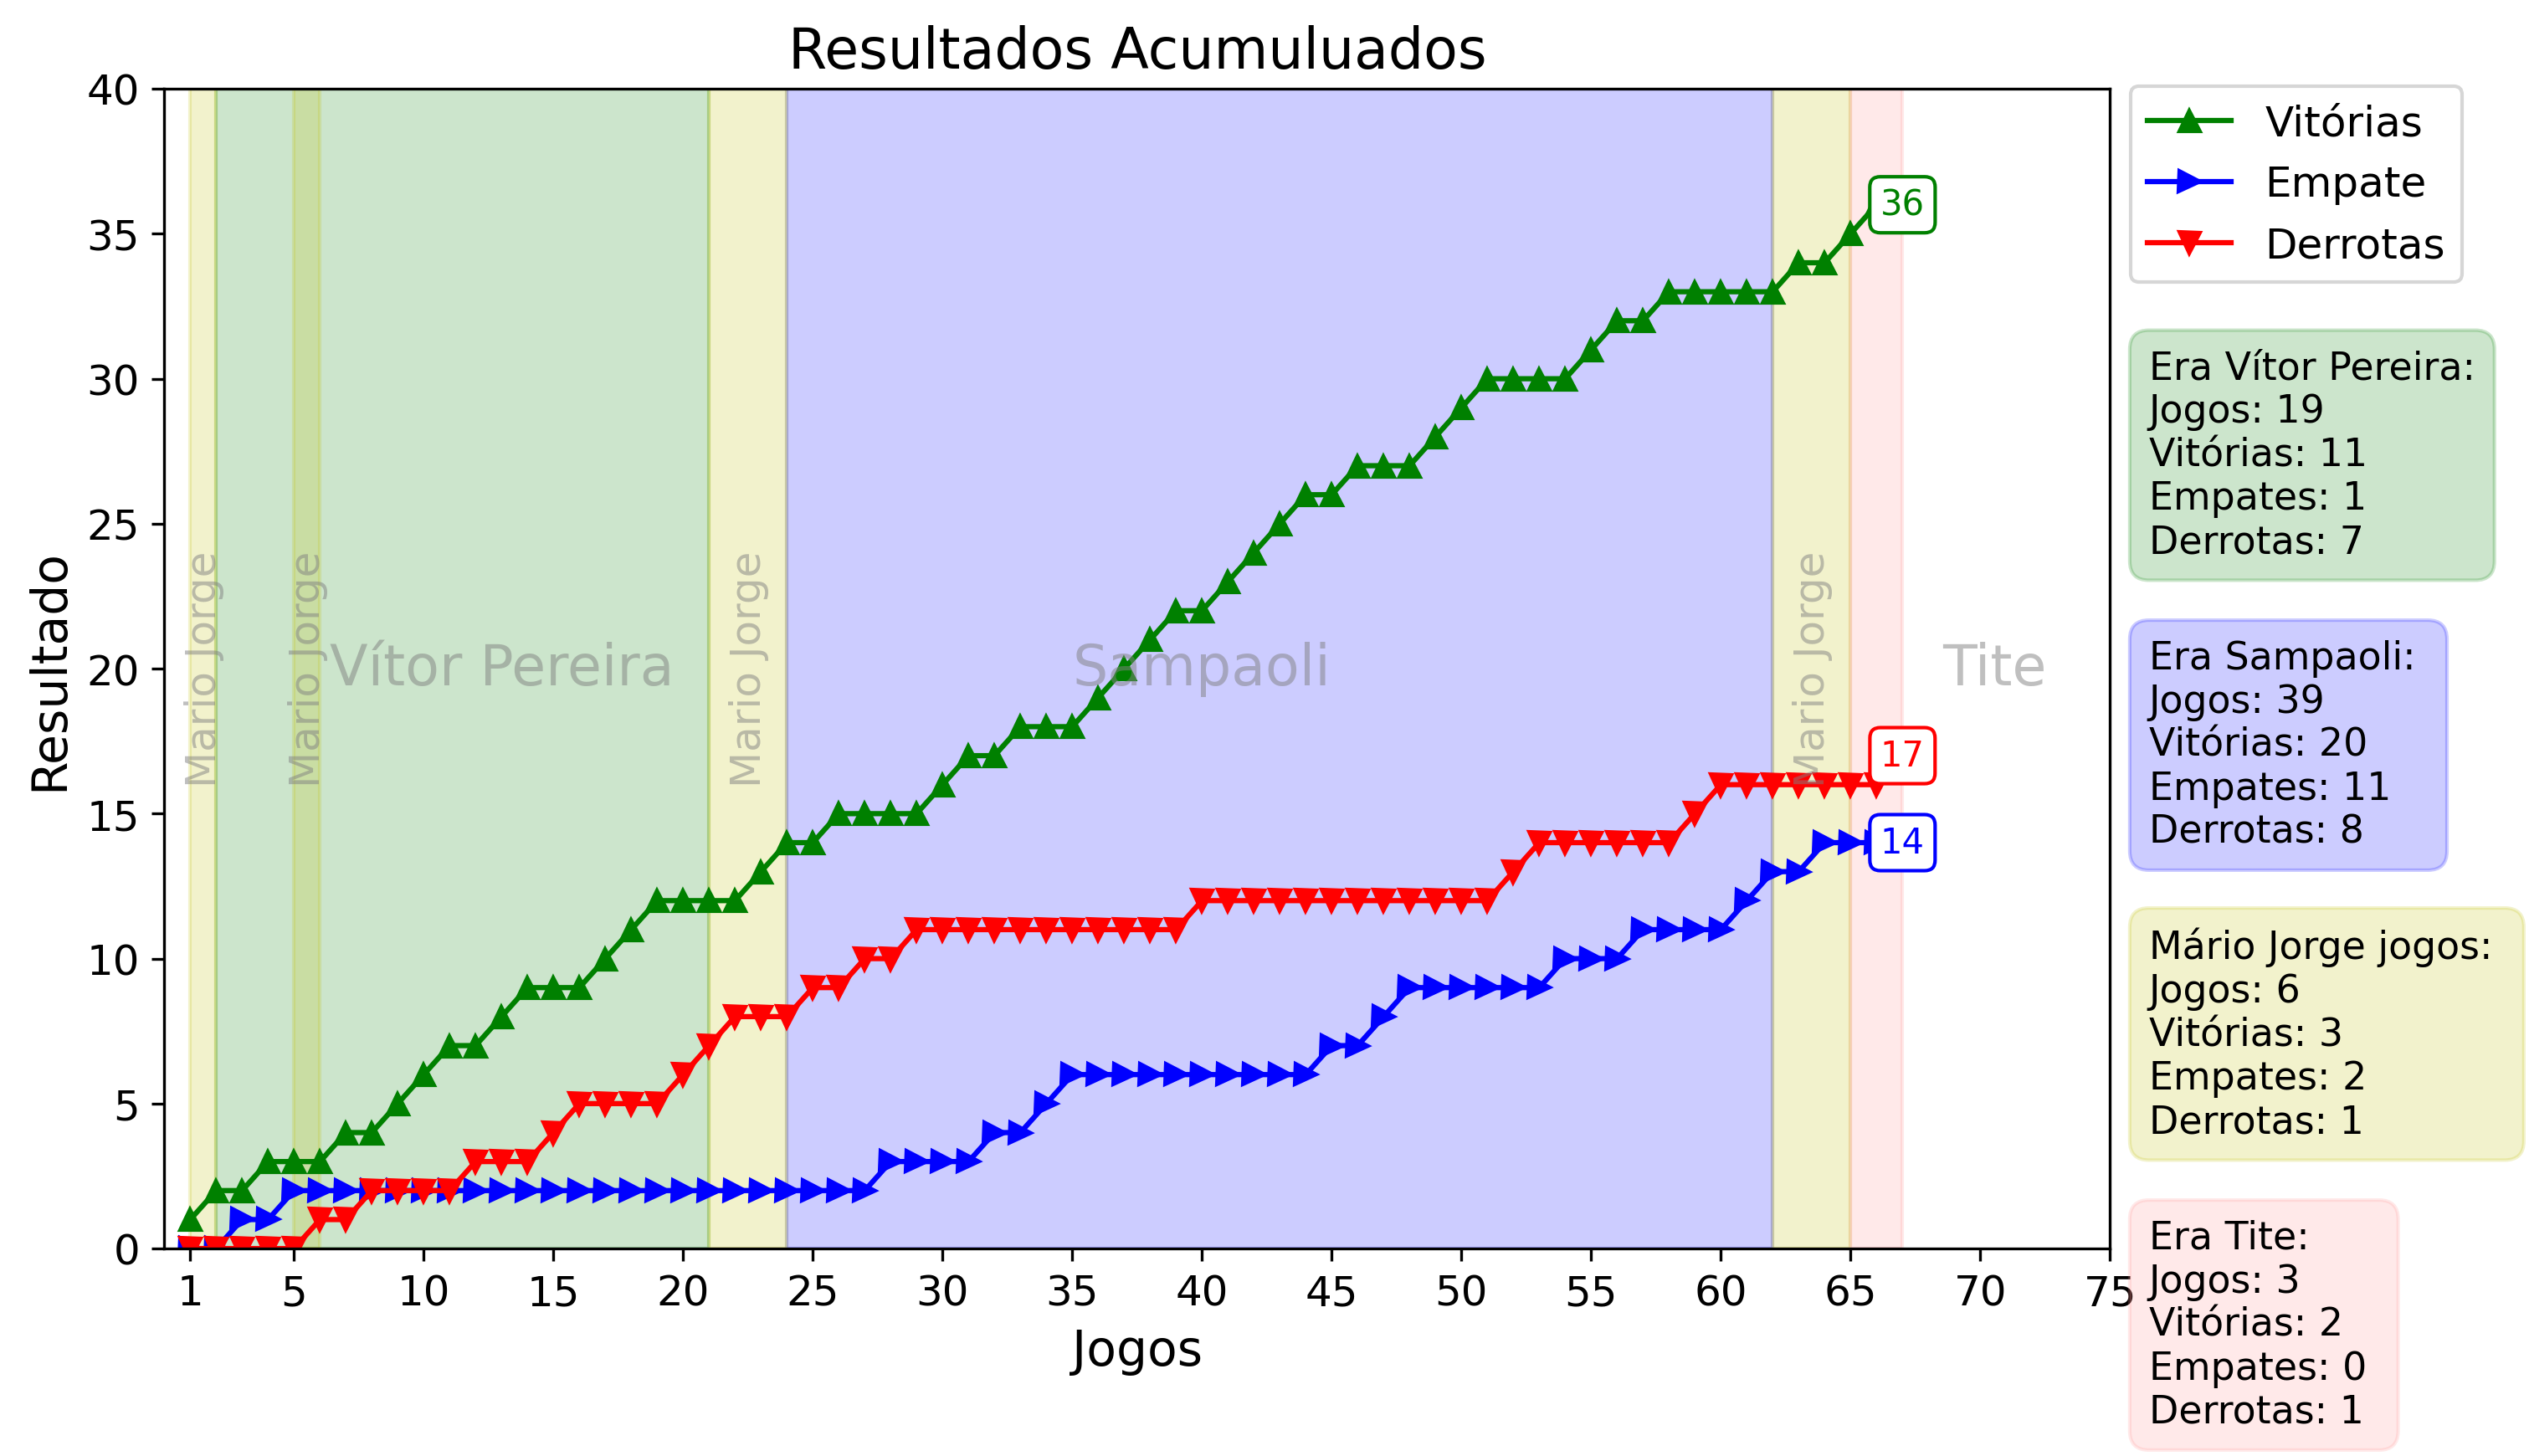 Resultados Acumuluados
Resultado
40
35
30
25
20
15
10
5
0
Mario Jorge
Mario Jorge
Vítor Pereira
Mario Jorge
Sampaoli
Mario Jorge
Tite
36
17
14
1 5 10 15 20 25 30 35 40 45 50 55 60 65 70 75
Jogos
Vitórias
Empate
Derrotas
Era Vítor Pereira:
Jogos: 19
Vitórias: 11
Empates: 1
Derrotas: 7
Era Sampaoli:
Jogos: 39
Vitórias: 20
Empates: 11
Derrotas: 8
Mário Jorge jogos:
Jogos: 6
Vitórias: 3
Empates: 2
Derrotas: 1
Era Tite:
Jogos: 3
Vitórias: 2
Empates: 0
Derrotas: 1